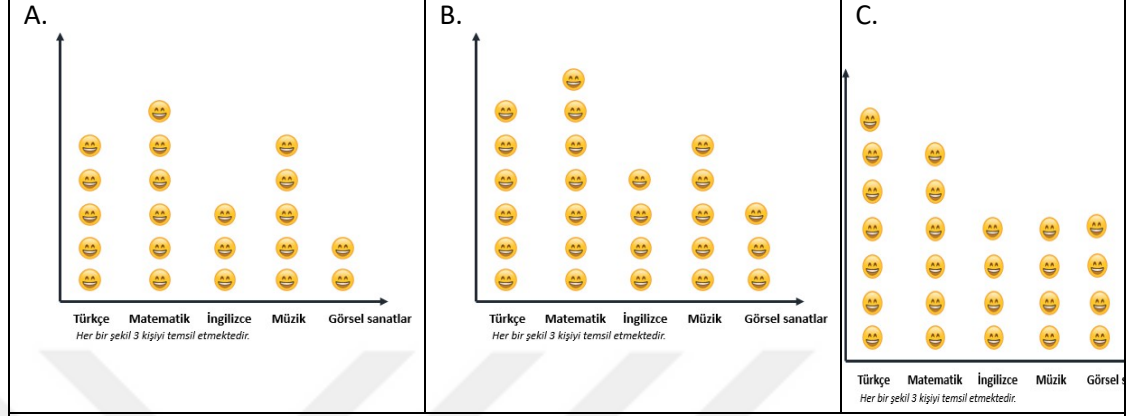 A.
Türkçe Matematik İngilizce Müzik Görsel sanatlar
Her bir şekil 3 kişiyi temsil etmektedir.
B.
Türkçe Matematik İngilizce Müzik Görsel sanatlar
Her bir şekil 3 kişiyi temsil etmektedir.
C.
Türkçe Matematik İngilizce Müzik Görsel
Her bir şekil 3 kişiyi temsil etmektedir.